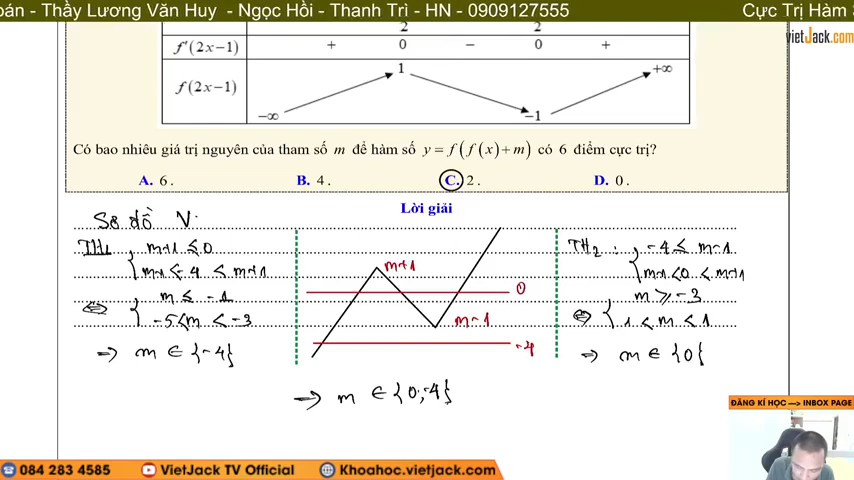 oán - Thầy Lương Văn Huy - Ngọc Hồi - Thanh Trì - HN - 0909127555
Cực Trị Hàm S
vietJack.com
2 2
f'(2x−1) + 0 − 0 +
f(2x−1) −∞ 1 −1 +∞
Có bao nhiêu giá trị nguyên của tham số m để hàm số y = f(f(x)+m) có 6 điểm cực trị?
A. 6. B. 4. C. 2. D. 0.
Lời giải
Sơ đồ V:
TH1 { m+1 ≤ 0
m-1 < -4 < m+1
⇔ { m ≤ -1
-5 < m < -3
⇒ m ∈ {-4}
m+1
0
m-1
-4
TH2 : { -4 ≤ m-1
m-1 < 0 < m+1
⇔ { m ≥ -3
1 < m < 1
⇒ m ∈ {0{
⇒ m ∈ {0;-4}
ĐĂNG KÍ HỌC —> INBOX PAGE
084 283 4585 VietJack TV Official Khoahoc.vietjack.com